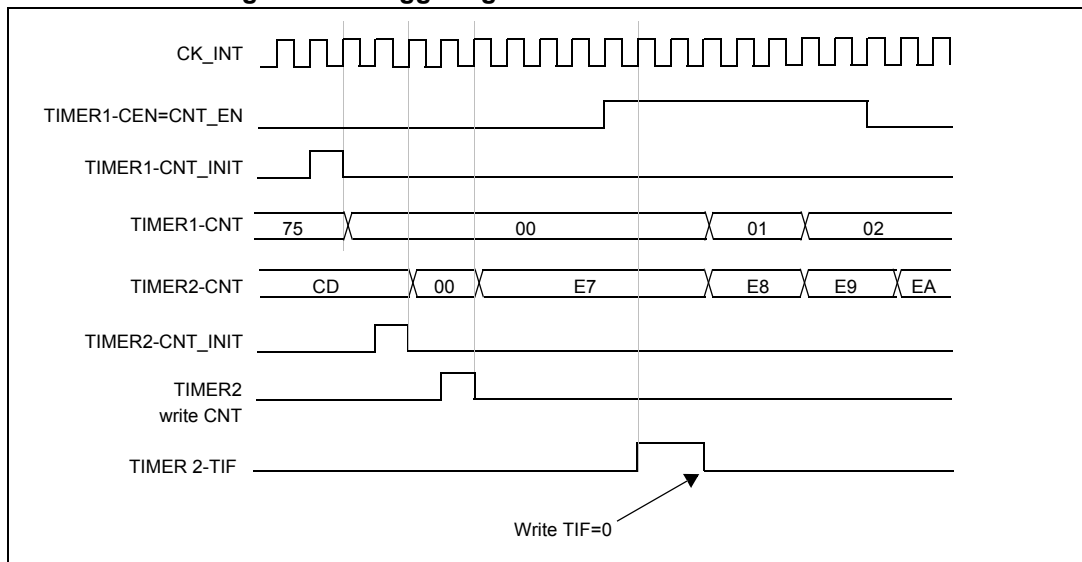 CK_INT
TIMER1-CEN=CNT_EN
TIMER1-CNT_INIT
TIMER1-CNT
75 00 01 02
TIMER2-CNT
CD 00 E7 E8 E9 EA
TIMER2-CNT_INIT
TIMER2
write CNT
TIMER 2-TIF
Write TIF=0